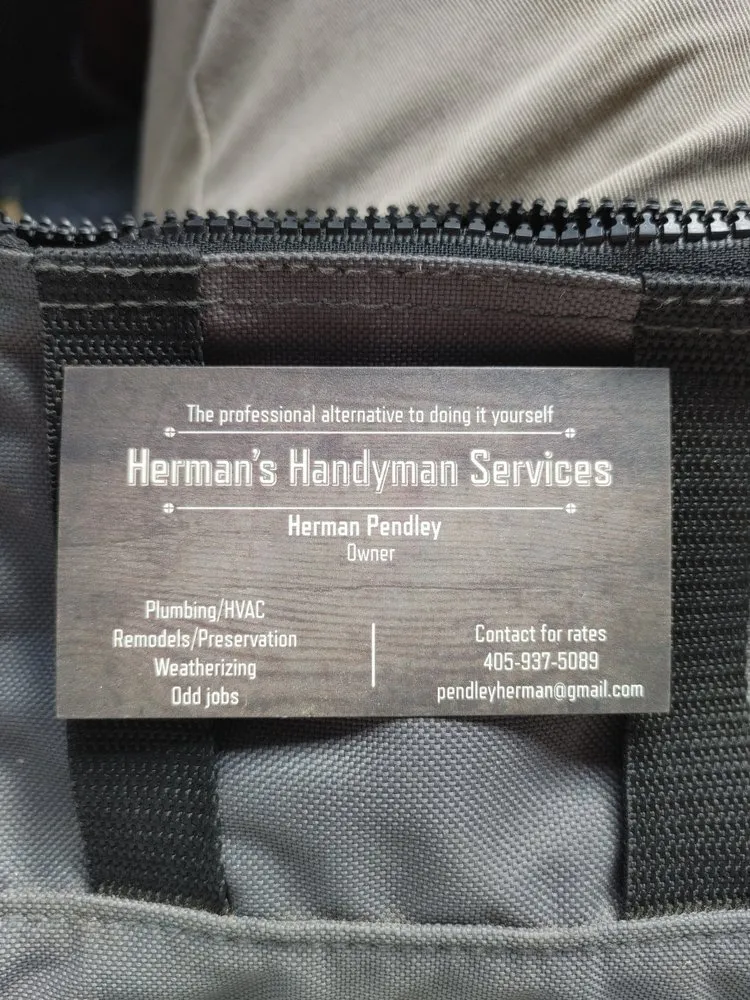 The professional alternative to doing it yourself
Herman's Handyman Services
Herman Pendley
Owner
Plumbing/HVAC
Remodels/Preservation
Weatherizing
Odd jobs
Contact for rates
405-937-5089
pendleyherman@gmail.com